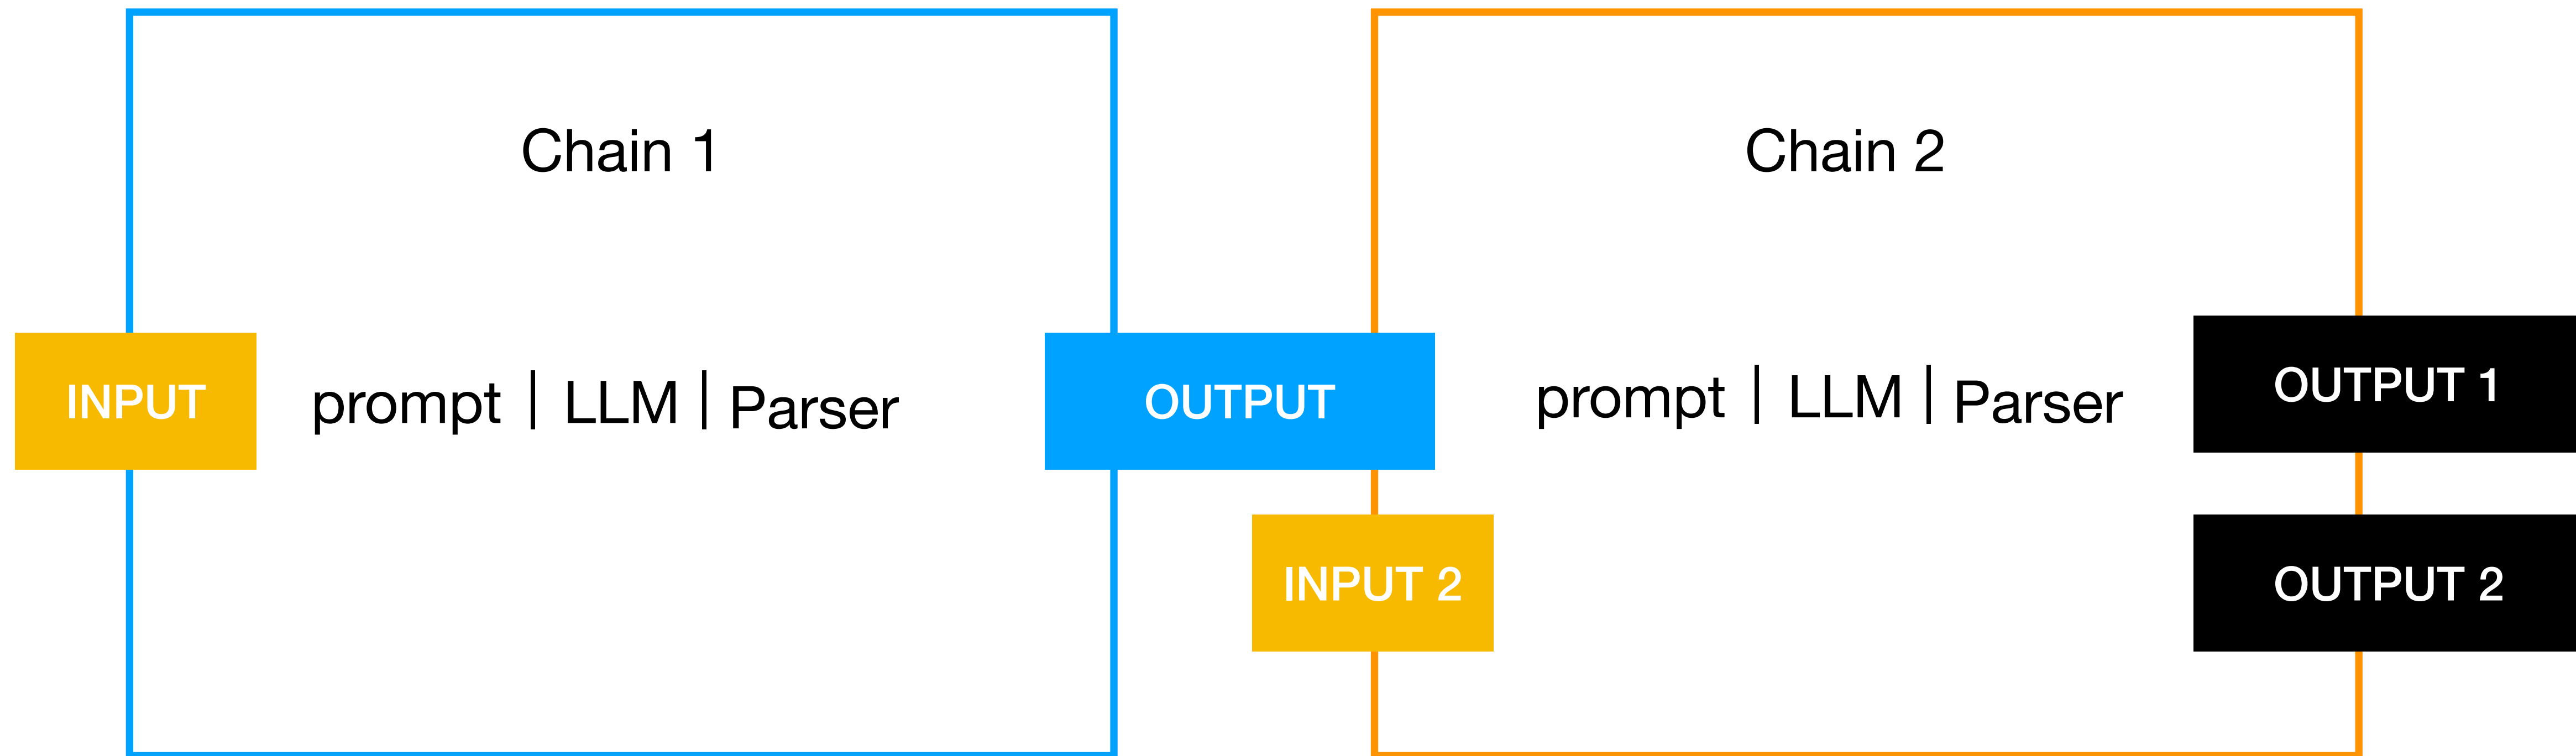 Chain 1
Chain 2
INPUT
prompt | LLM | Parser
OUTPUT
prompt | LLM | Parser
OUTPUT 1
INPUT 2
OUTPUT 2